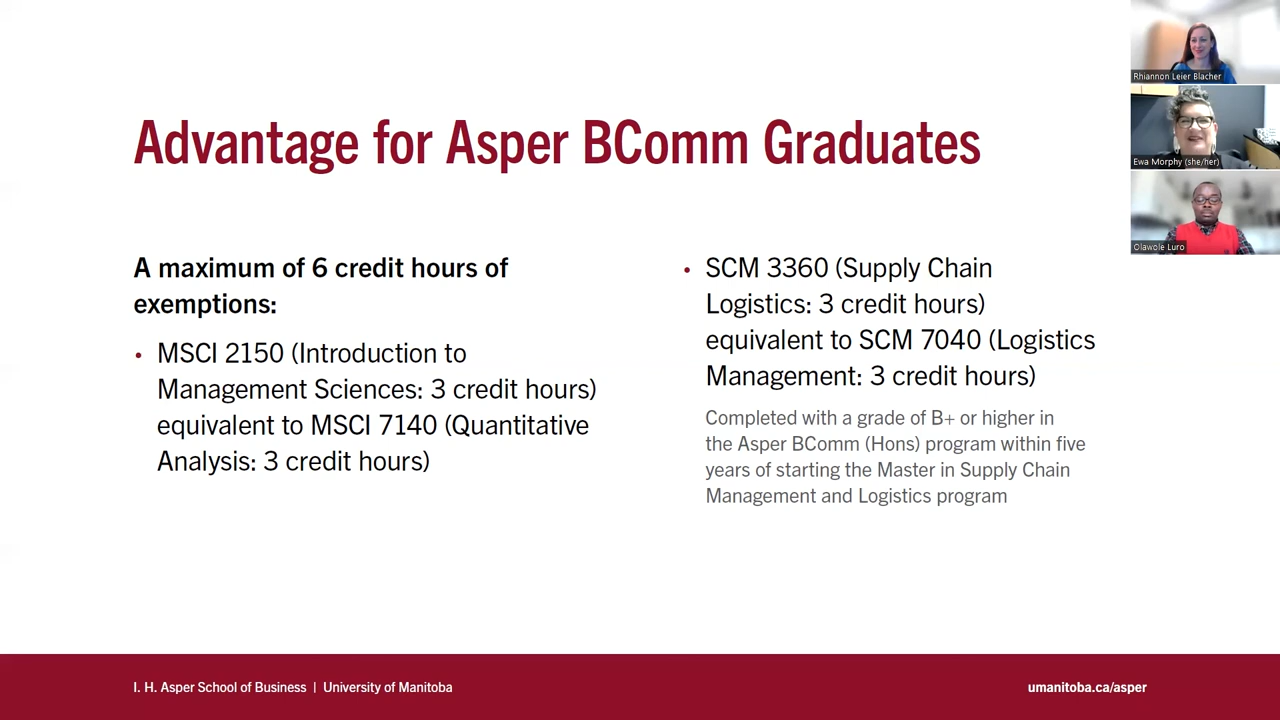 Advantage for Asper BComm Graduates
A maximum of 6 credit hours of
exemptions:
• MSCI 2150 (Introduction to
Management Sciences: 3 credit hours)
equivalent to MSCI 7140 (Quantitative
Analysis: 3 credit hours)
• SCM 3360 (Supply Chain
Logistics: 3 credit hours)
equivalent to SCM 7040 (Logistics
Management: 3 credit hours)
Completed with a grade of B+ or higher in
the Asper BComm (Hons) program within five
years of starting the Master in Supply Chain
Management and Logistics program
Rhiannon Leier Blacher
Ewa Morphy (she/her)
Olawole Luro
I. H. Asper School of Business | University of Manitoba
umanitoba.ca/asper